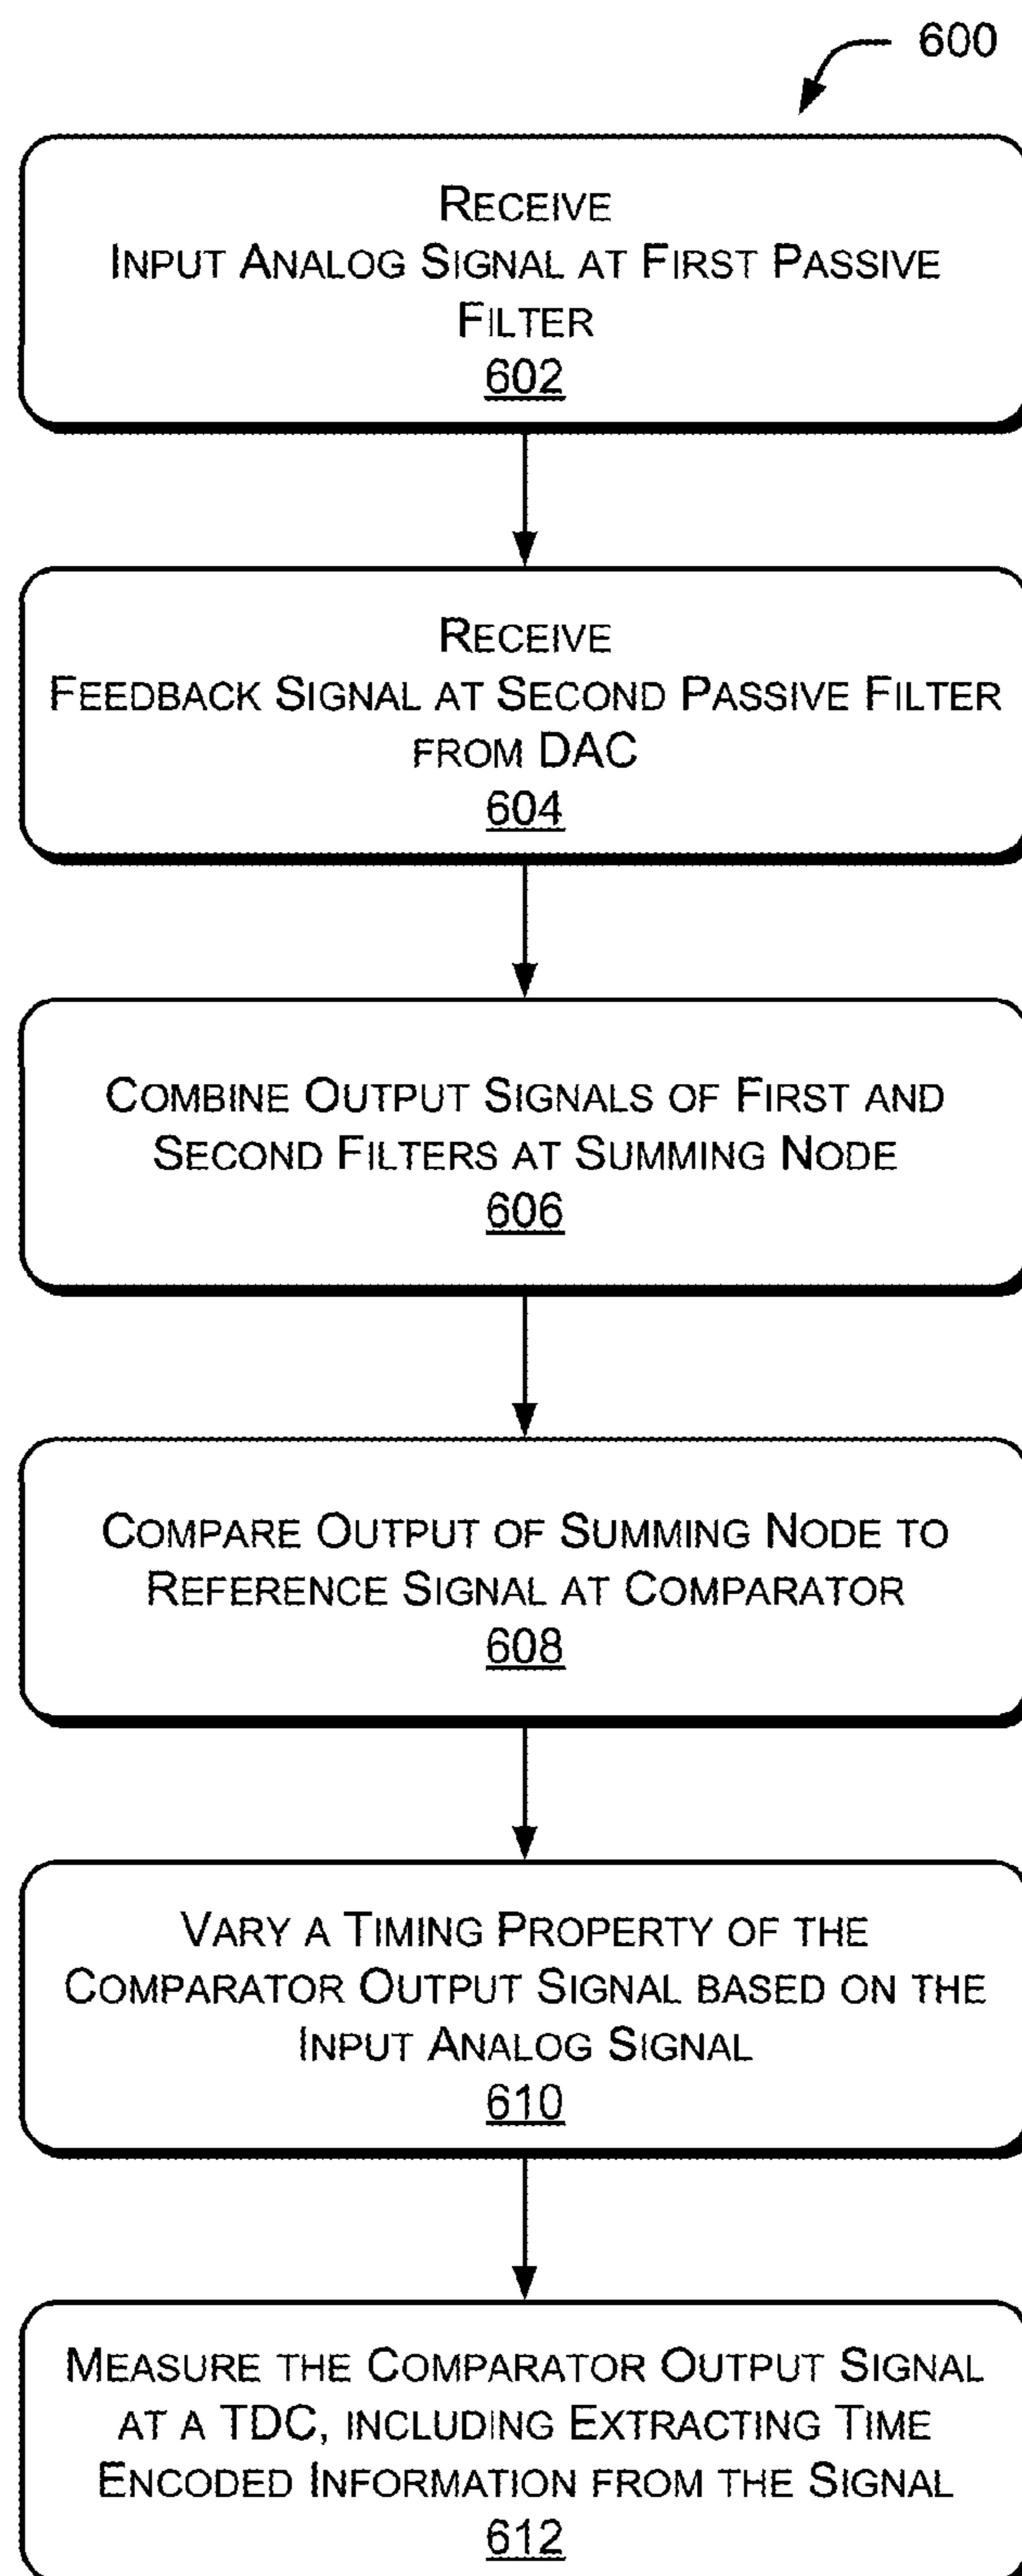 600
RECEIVE
INPUT ANALOG SIGNAL AT FIRST PASSIVE
FILTER
602
RECEIVE
FEEDBACK SIGNAL AT SECOND PASSIVE FILTER
FROM DAC
604
COMBINE OUTPUT SIGNALS OF FIRST AND
SECOND FILTERS AT SUMMING NODE
606
COMPARE OUTPUT OF SUMMING NODE TO
REFERENCE SIGNAL AT COMPARATOR
608
VARY A TIMING PROPERTY OF THE
COMPARATOR OUTPUT SIGNAL BASED ON THE
INPUT ANALOG SIGNAL
610
MEASURE THE COMPARATOR OUTPUT SIGNAL
AT A TDC, INCLUDING EXTRACTING TIME
ENCODED INFORMATION FROM THE SIGNAL
612